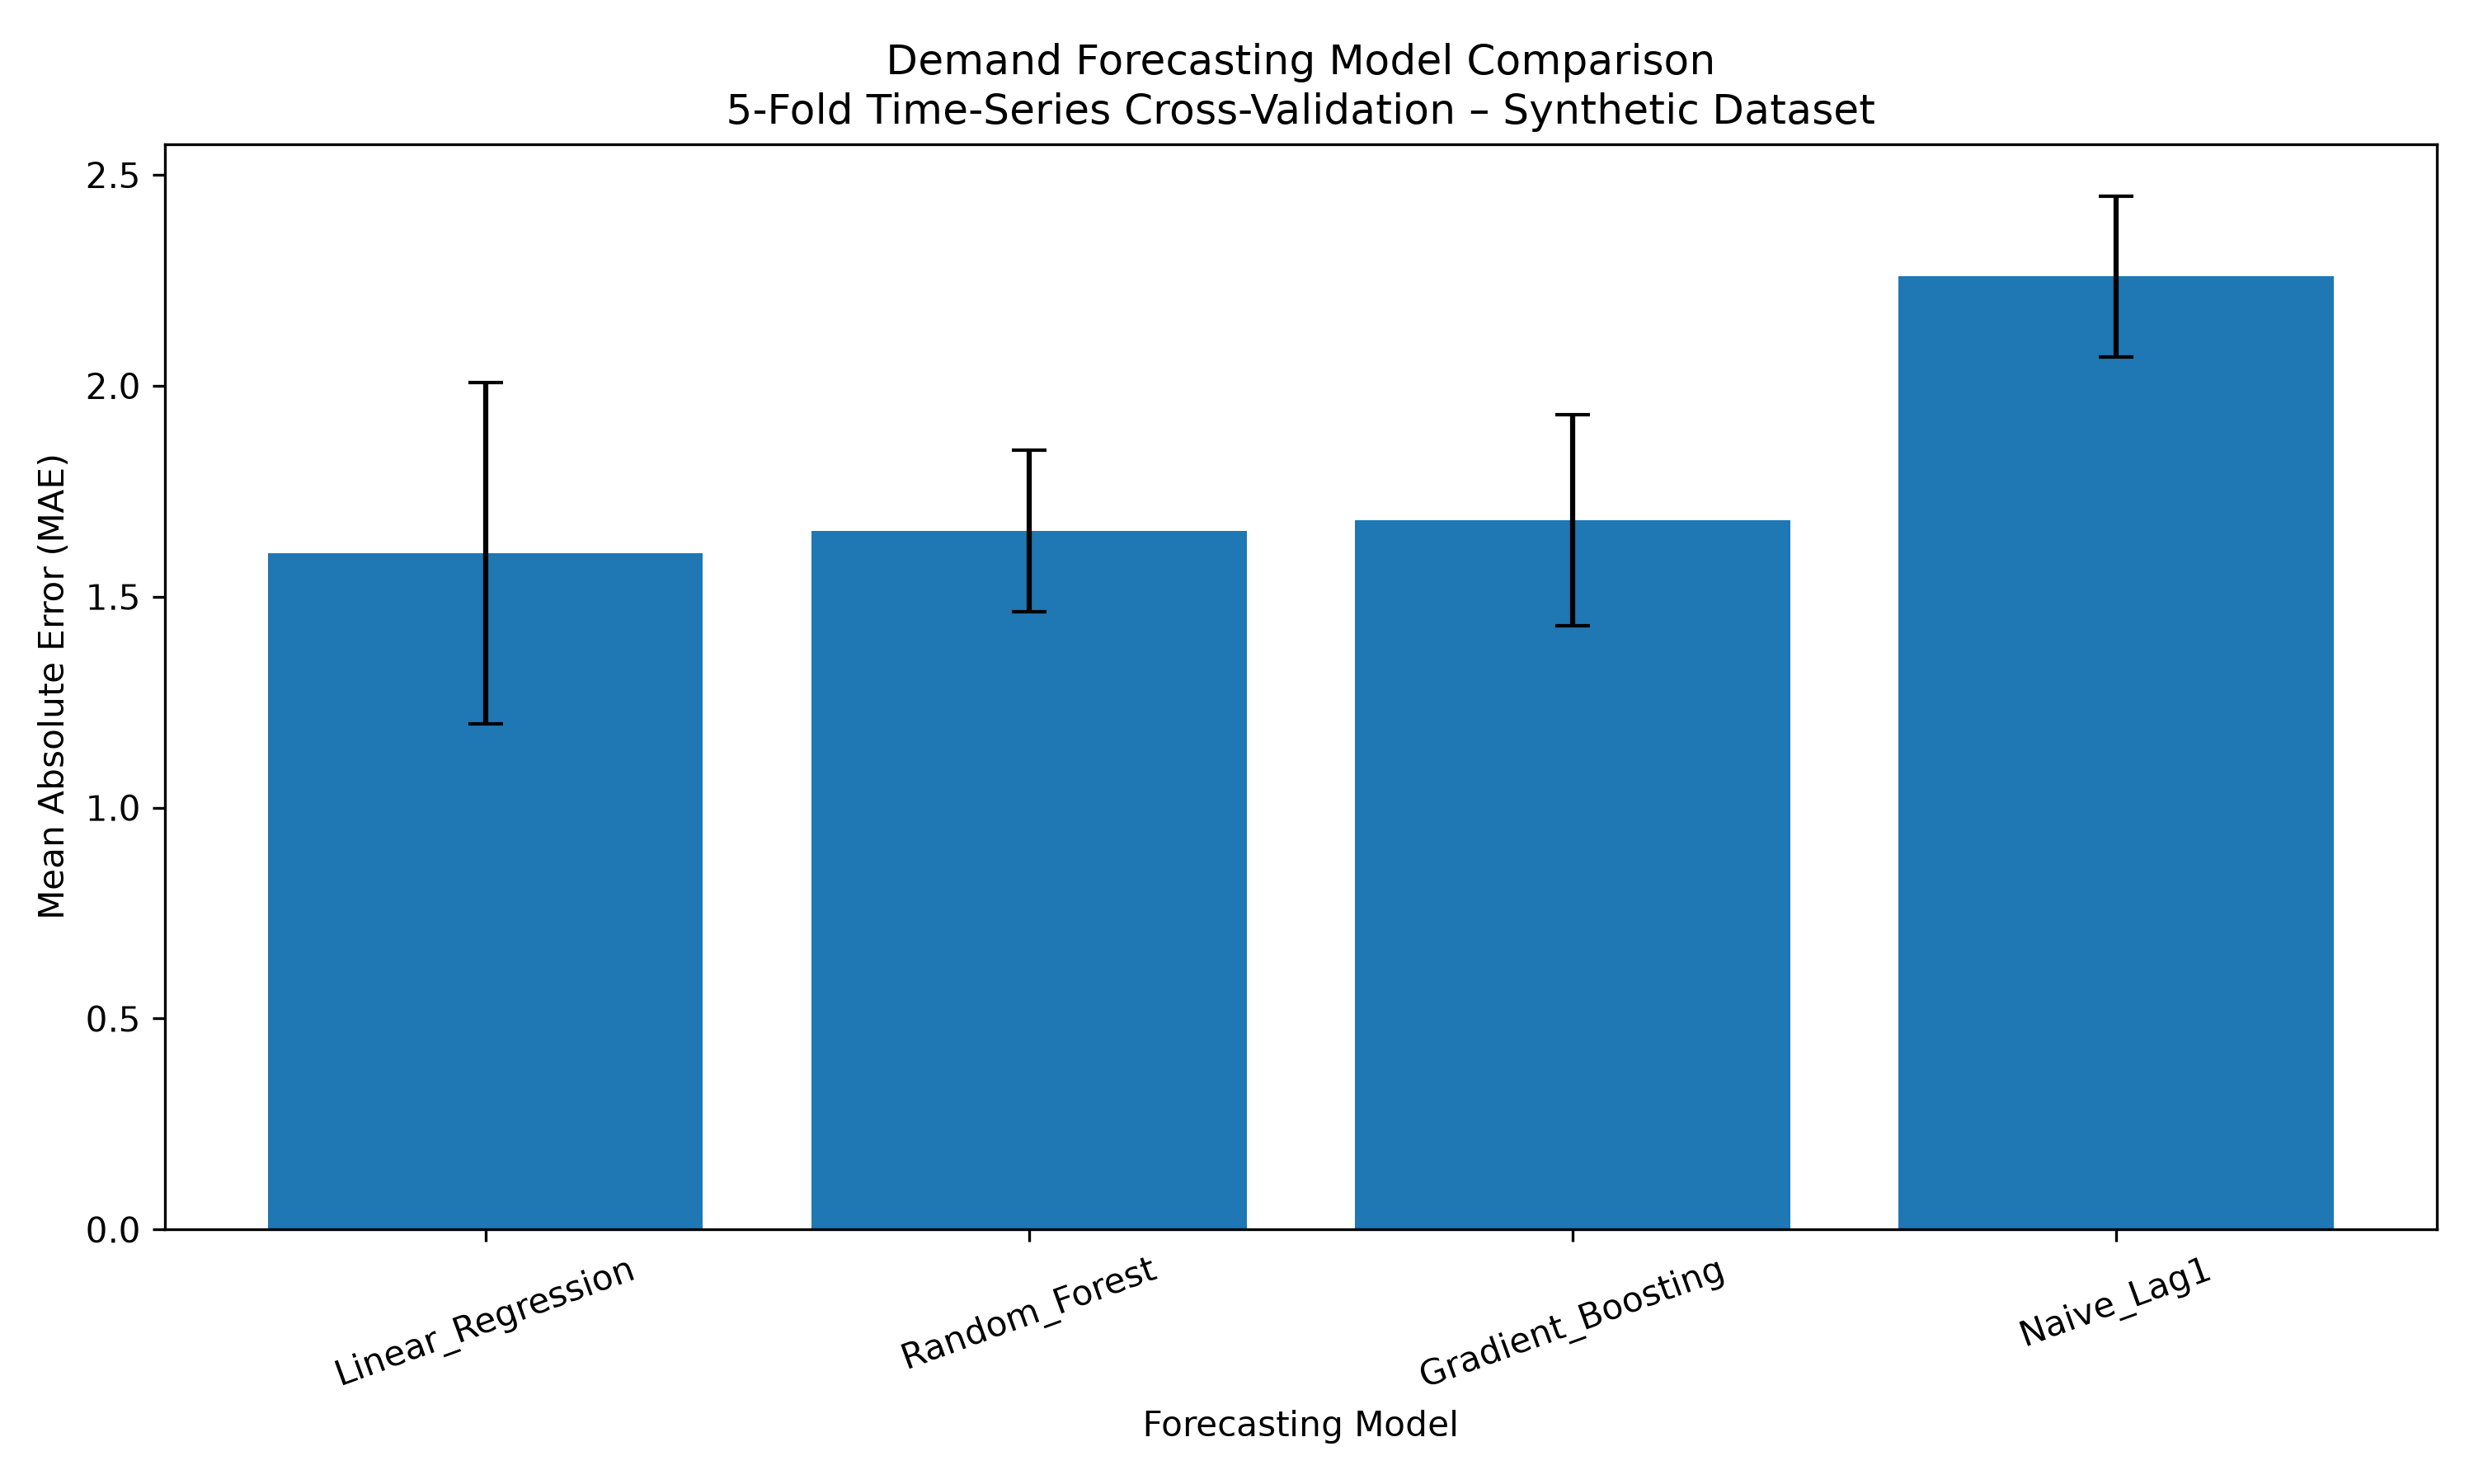 Demand Forecasting Model Comparison
5-Fold Time-Series Cross-Validation – Synthetic Dataset
Mean Absolute Error (MAE)
2.5
2.0
1.5
1.0
0.5
0.0
Linear_Regression
Random_Forest
Gradient_Boosting
Naive_Lag1
Forecasting Model